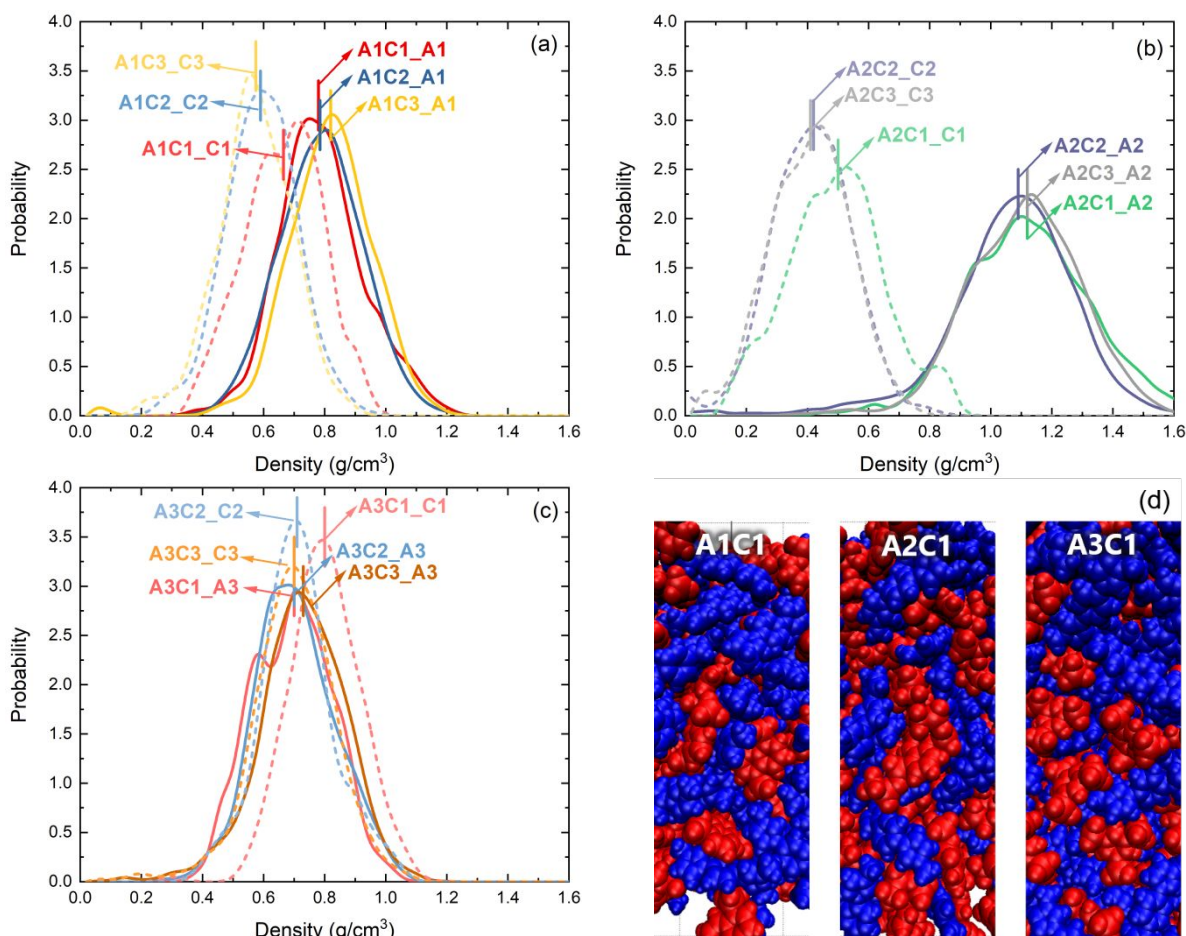 (a)
4.0
3.5
3.0
2.5
2.0
1.5
1.0
0.5
0.0
Probability
A1C3_C3
A1C2_C2
A1C1_C1
A1C1_A1
A1C2_A1
A1C3_A1
0.0 0.2 0.4 0.6 0.8 1.0 1.2 1.4 1.6
Density (g/cm³)
(b)
4.0
3.5
3.0
2.5
2.0
1.5
1.0
0.5
0.0
Probability
A2C2_C2
A2C3_C3
A2C1_C1
A2C2_A2
A2C3_A2
A2C1_A2
0.0 0.2 0.4 0.6 0.8 1.0 1.2 1.4 1.6
Density (g/cm³)
(c)
4.0
3.5
3.0
2.5
2.0
1.5
1.0
0.5
0.0
Probability
A3C2_C2
A3C3_C3
A3C1_A3
A3C1_C1
A3C2_A3
A3C3_A3
0.0 0.2 0.4 0.6 0.8 1.0 1.2 1.4 1.6
Density (g/cm³)
(d)
A1C1 A2C1 A3C1